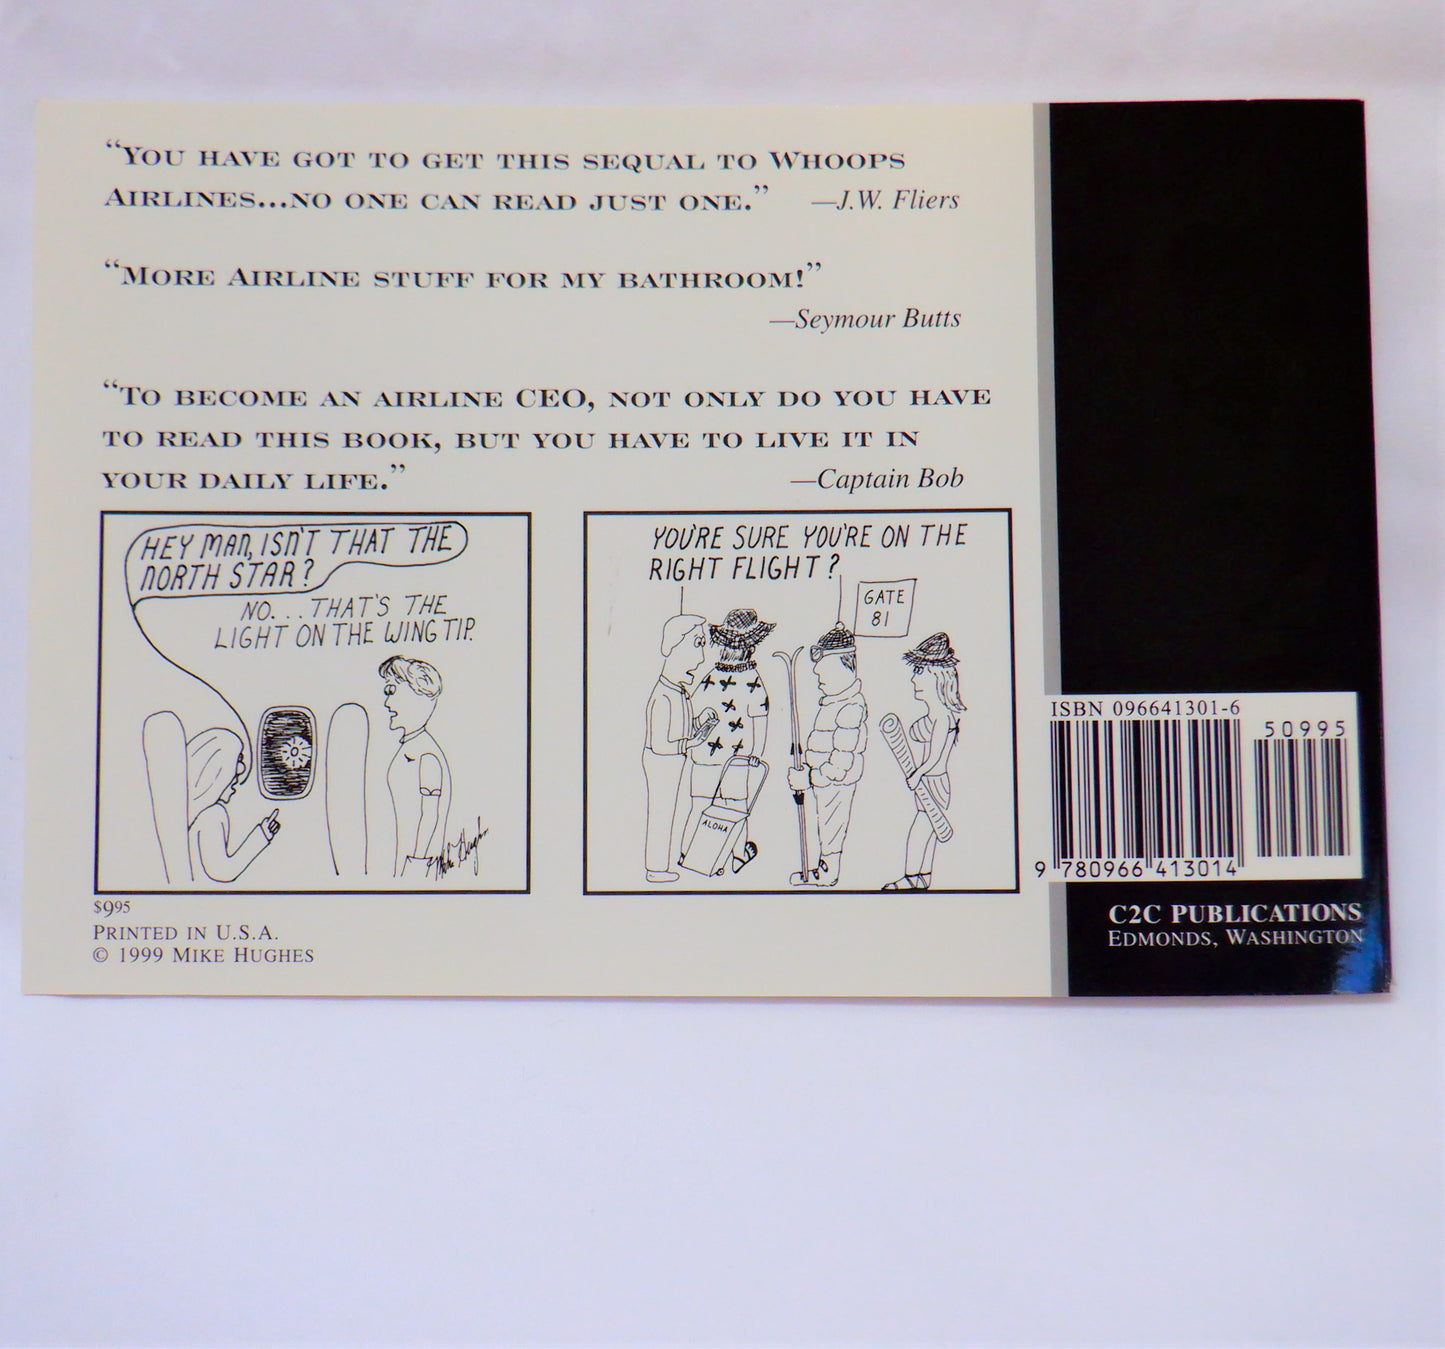 “You have got to get this sequal to Whoops
Airlines...no one can read just one.” —J.W. Fliers
“More Airline stuff for my bathroom!”
—Seymour Butts
“To become an airline CEO, not only do you have
to read this book, but you have to live it in
your daily life.” —Captain Bob
HEY MAN, ISN'T THAT THE
NORTH STAR?
NO... THAT'S THE
LIGHT ON THE WING TIP.
Mike Hughes
YOU'RE SURE YOU'RE ON THE
RIGHT FLIGHT?
GATE
81
ALOHA
$995
Printed in U.S.A.
© 1999 Mike Hughes
ISBN 096641301-6
50995
9 780966 413014
C2C Publications
Edmonds, Washington